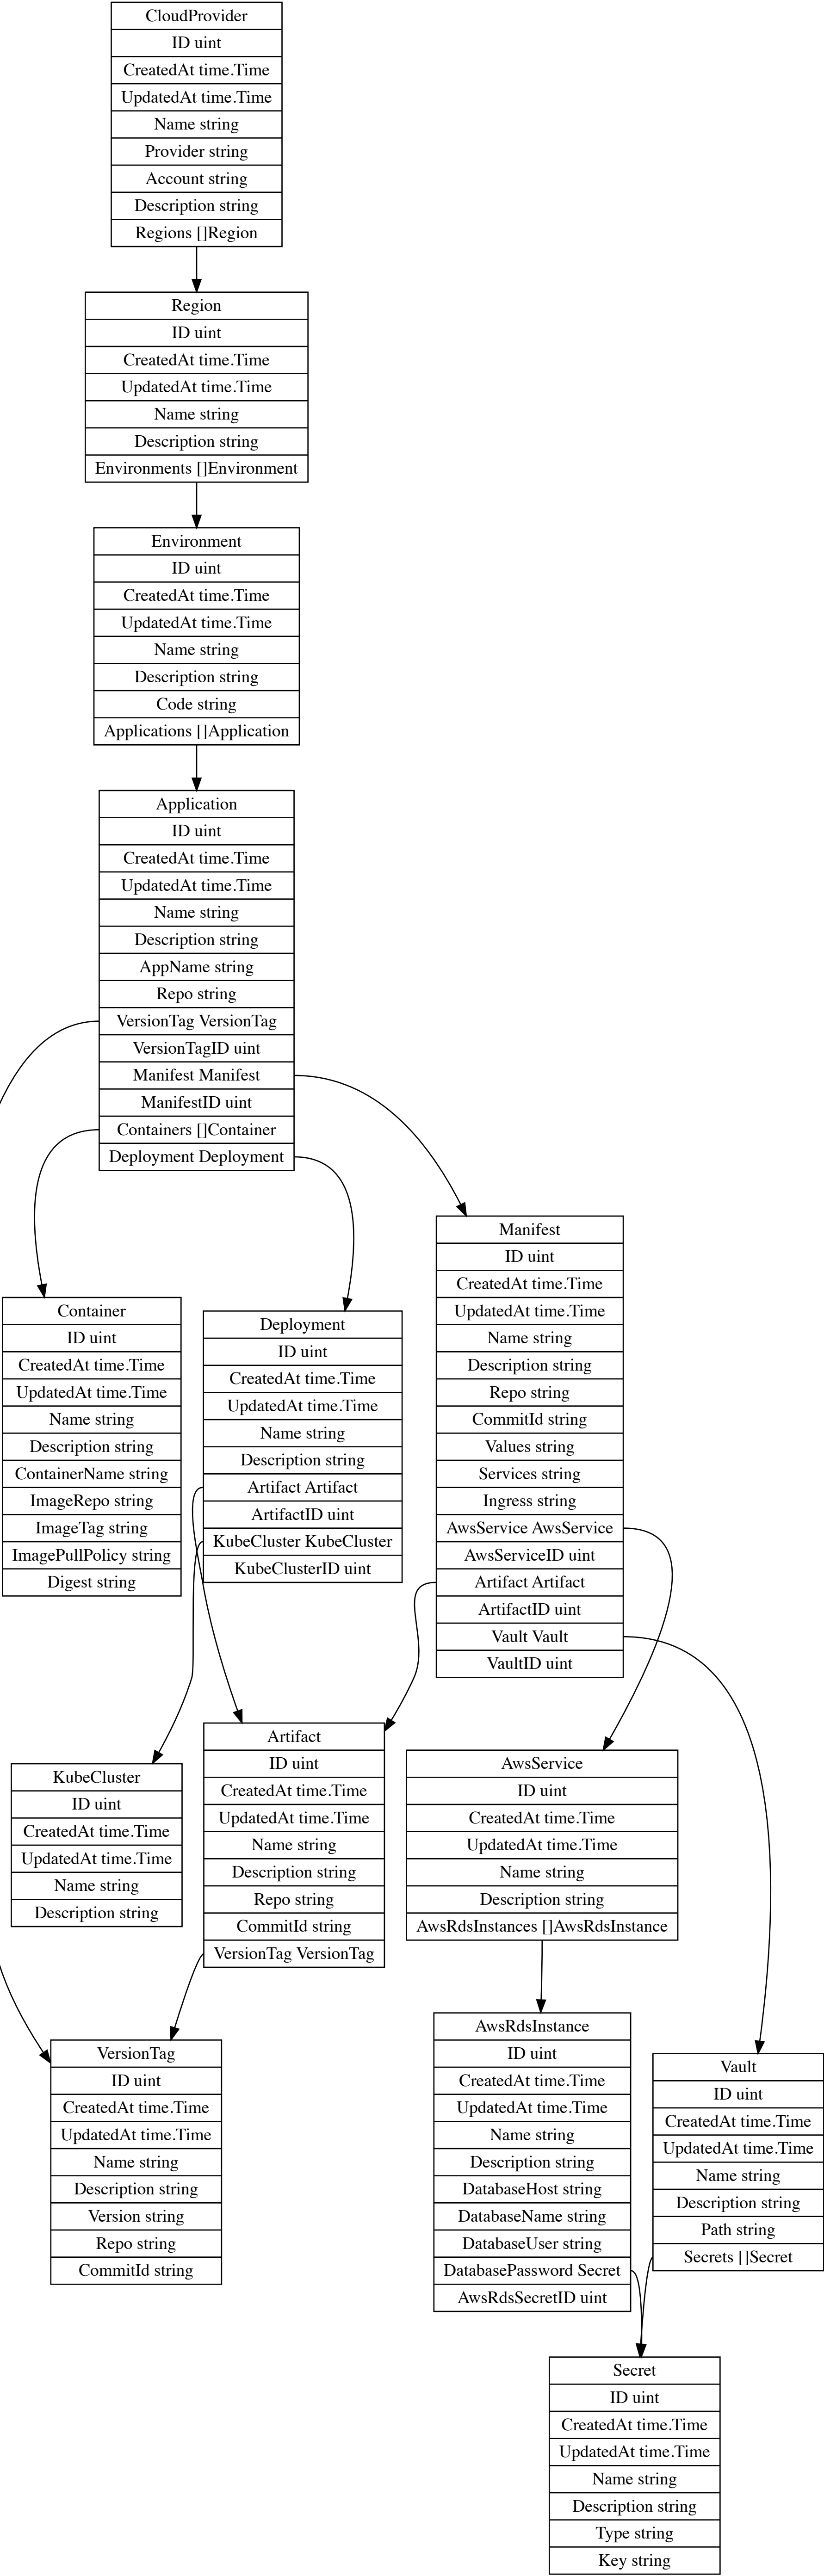 CloudProvider
ID uint
CreatedAt time.Time
UpdatedAt time.Time
Name string
Provider string
Account string
Description string
Regions []Region
Region
ID uint
CreatedAt time.Time
UpdatedAt time.Time
Name string
Description string
Environments []Environment
Environment
ID uint
CreatedAt time.Time
UpdatedAt time.Time
Name string
Description string
Code string
Applications []Application
Application
ID uint
CreatedAt time.Time
UpdatedAt time.Time
Name string
Description string
AppName string
Repo string
VersionTag VersionTag
VersionTagID uint
Manifest Manifest
ManifestID uint
Containers []Container
Deployment Deployment
Container
ID uint
CreatedAt time.Time
UpdatedAt time.Time
Name string
Description string
ContainerName string
ImageRepo string
ImageTag string
ImagePullPolicy string
Digest string
Deployment
ID uint
CreatedAt time.Time
UpdatedAt time.Time
Name string
Description string
Artifact Artifact
ArtifactID uint
KubeCluster KubeCluster
KubeClusterID uint
Manifest
ID uint
CreatedAt time.Time
UpdatedAt time.Time
Name string
Description string
Repo string
CommitId string
Values string
Services string
Ingress string
AwsService AwsService
AwsServiceID uint
Artifact Artifact
ArtifactID uint
Vault Vault
VaultID uint
KubeCluster
ID uint
CreatedAt time.Time
UpdatedAt time.Time
Name string
Description string
Artifact
ID uint
CreatedAt time.Time
UpdatedAt time.Time
Name string
Description string
Repo string
CommitId string
VersionTag VersionTag
AwsService
ID uint
CreatedAt time.Time
UpdatedAt time.Time
Name string
Description string
AwsRdsInstances []AwsRdsInstance
VersionTag
ID uint
CreatedAt time.Time
UpdatedAt time.Time
Name string
Description string
Version string
Repo string
CommitId string
AwsRdsInstance
ID uint
CreatedAt time.Time
UpdatedAt time.Time
Name string
Description string
DatabaseHost string
DatabaseName string
DatabaseUser string
DatabasePassword Secret
AwsRdsSecretID uint
Vault
ID uint
CreatedAt time.Time
UpdatedAt time.Time
Name string
Description string
Path string
Secrets []Secret
Secret
ID uint
CreatedAt time.Time
UpdatedAt time.Time
Name string
Description string
Type string
Key string